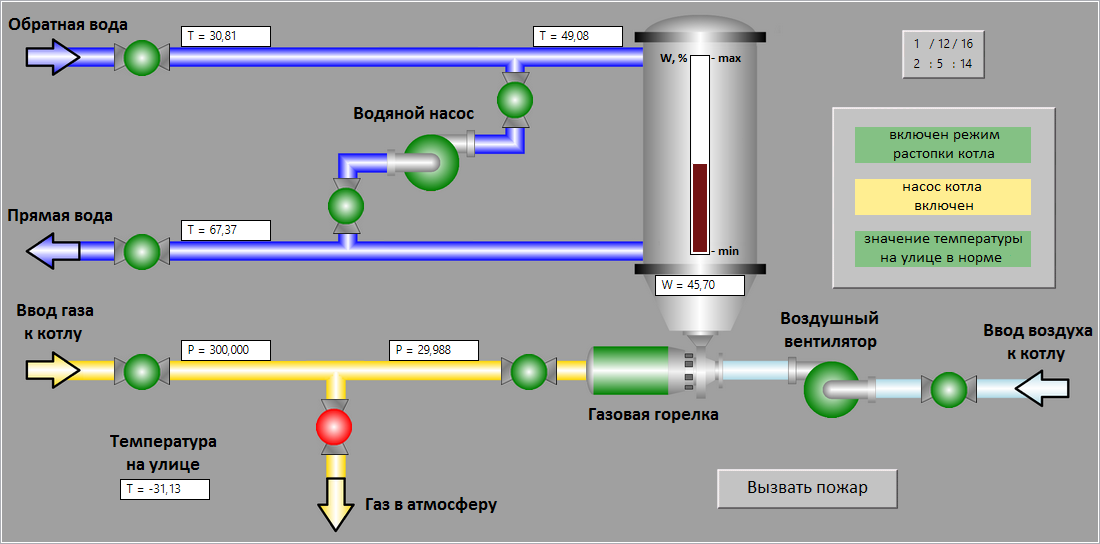 Обратная вода
T = 30,81
T = 49,08
W, %
- max
1 / 12 / 16
2 : 5 : 14
Водяной насос
включен режим
растопки котла
насос котла
включен
значение температуры
на улице в норме
Прямая вода
T = 67,37
- min
W = 45,70
Ввод газа
к котлу
P = 300,000
P = 29,988
Воздушный
вентилятор
Ввод воздуха
к котлу
Газовая горелка
Температура
на улице
T = -31,13
Газ в атмосферу
Вызвать пожар